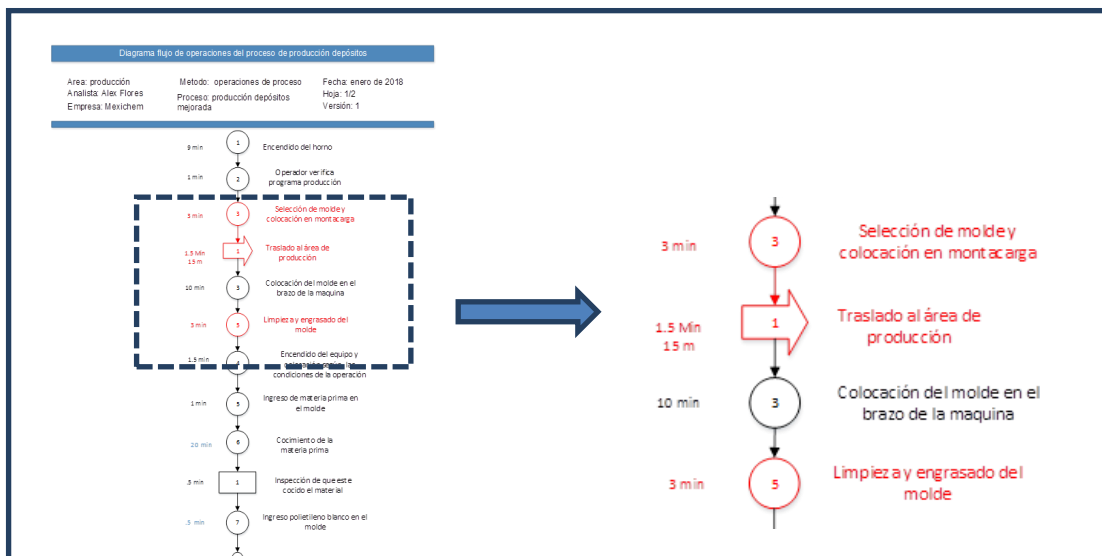 Diagrama flujo de operaciones del proceso de producción depósitos
Area: producción
Analista: Alex Flores
Empresa: Mexichem
Metodo: operaciones de proceso
Proceso: producción depósitos
mejorada
Fecha: enero de 2018
Hoja: 1/2
Versión: 1
9 min
1
Encendido del horno
1 min
2
Operador verifica
programa producción
3 min
3
Selección de molde y
colocación en montacarga
1.5 Min
15 m
1
Traslado al área de
producción
10 min
3
Colocación del molde en el
brazo de la maquina
3 min
5
Limpieza y engrasado del
molde
1.5 min
4
Encendido del equipo y
condiciones de la operación
1 min
5
Ingreso de materia prima en
el molde
20 min
6
Cocimiento de la
materia prima
.3 min
1
Inspección de que este
cocido el material
.5 min
7
Ingreso polietileno blanco en el
molde
3 min
3
Selección de molde y
colocación en montacarga
1.5 Min
15 m
1
Traslado al área de
producción
10 min
3
Colocación del molde en el
brazo de la maquina
3 min
5
Limpieza y engrasado del
molde